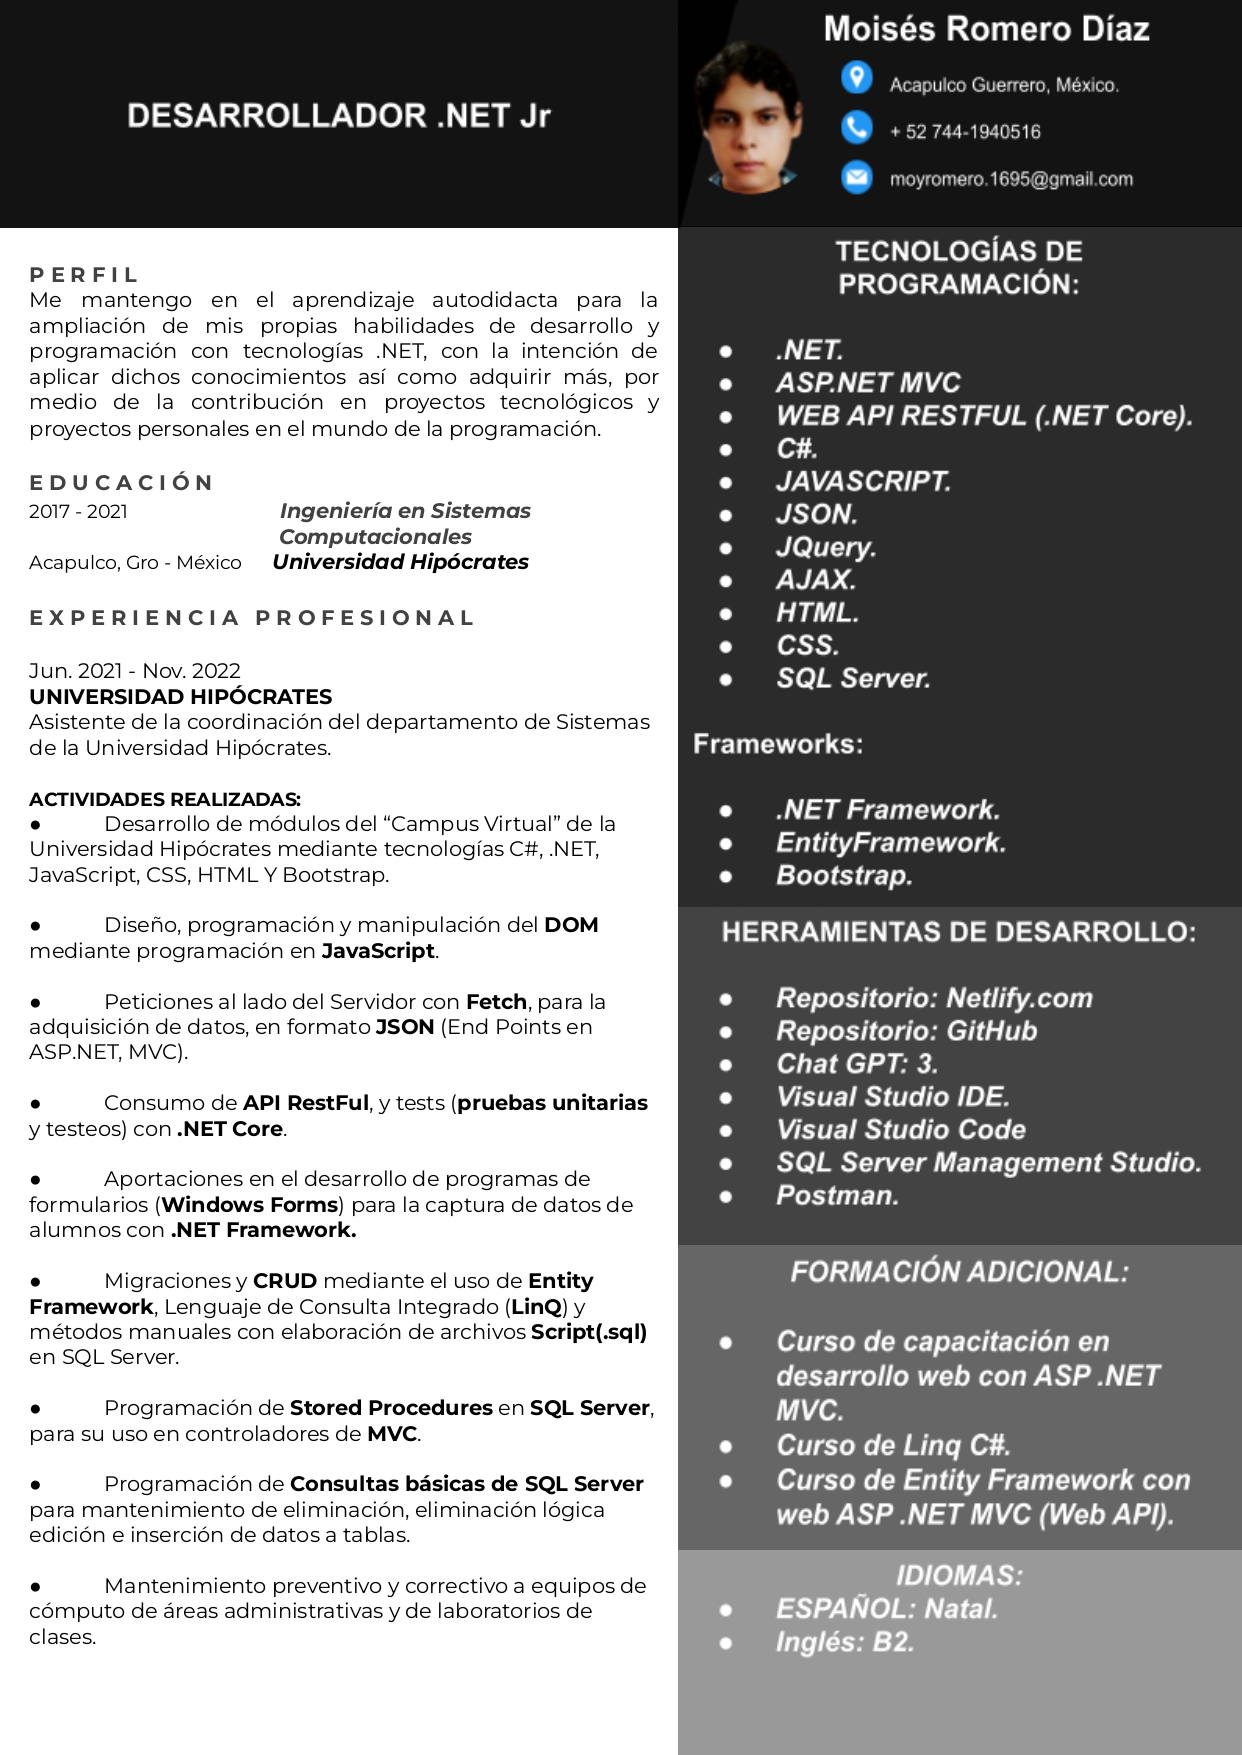 DESARROLLADOR .NET Jr
Moisés Romero Díaz
Acapulco Guerrero, México.
+ 52 744-1940516
moyromero.1695@gmail.com
PERFIL
Me mantengo en el aprendizaje autodidacta para la
ampliación de mis propias habilidades de desarrollo y
programación con tecnologías .NET, con la intención de
aplicar dichos conocimientos así como adquirir más, por
medio de la contribución en proyectos tecnológicos y
proyectos personales en el mundo de la programación.
EDUCACIÓN
2017 - 2021 Ingeniería en Sistemas
Computacionales
Acapulco, Gro - México Universidad Hipócrates
EXPERIENCIA PROFESIONAL
Jun. 2021 - Nov. 2022
UNIVERSIDAD HIPÓCRATES
Asistente de la coordinación del departamento de Sistemas
de la Universidad Hipócrates.
ACTIVIDADES REALIZADAS:
● Desarrollo de módulos del “Campus Virtual” de la
Universidad Hipócrates mediante tecnologías C#, .NET,
JavaScript, CSS, HTML Y Bootstrap.
● Diseño, programación y manipulación del DOM
mediante programación en JavaScript.
● Peticiones al lado del Servidor con Fetch, para la
adquisición de datos, en formato JSON (End Points en
ASP.NET, MVC).
● Consumo de API RestFul, y tests (pruebas unitarias
y testeos) con .NET Core.
● Aportaciones en el desarrollo de programas de
formularios (Windows Forms) para la captura de datos de
alumnos con .NET Framework.
● Migraciones y CRUD mediante el uso de Entity
Framework, Lenguaje de Consulta Integrado (LinQ) y
métodos manuales con elaboración de archivos Script(.sql)
en SQL Server.
● Programación de Stored Procedures en SQL Server,
para su uso en controladores de MVC.
● Programación de Consultas básicas de SQL Server
para mantenimiento de eliminación, eliminación lógica
edición e inserción de datos a tablas.
● Mantenimiento preventivo y correctivo a equipos de
cómputo de áreas administrativas y de laboratorios de
clases.
TECNOLOGÍAS DE
PROGRAMACIÓN:
● .NET.
● ASP.NET MVC
● WEB API RESTFUL (.NET Core).
● C#.
● JAVASCRIPT.
● JSON.
● JQuery.
● AJAX.
● HTML.
● CSS.
● SQL Server.
Frameworks:
● .NET Framework.
● EntityFramework.
● Bootstrap.
HERRAMIENTAS DE DESARROLLO:
● Repositorio: Netlify.com
● Repositorio: GitHub
● Chat GPT: 3.
● Visual Studio IDE.
● Visual Studio Code
● SQL Server Management Studio.
● Postman.
FORMACIÓN ADICIONAL:
● Curso de capacitación en
desarrollo web con ASP .NET
MVC.
● Curso de Linq C#.
● Curso de Entity Framework con
web ASP .NET MVC (Web API).
IDIOMAS:
● ESPAÑOL: Natal.
● Inglés: B2.